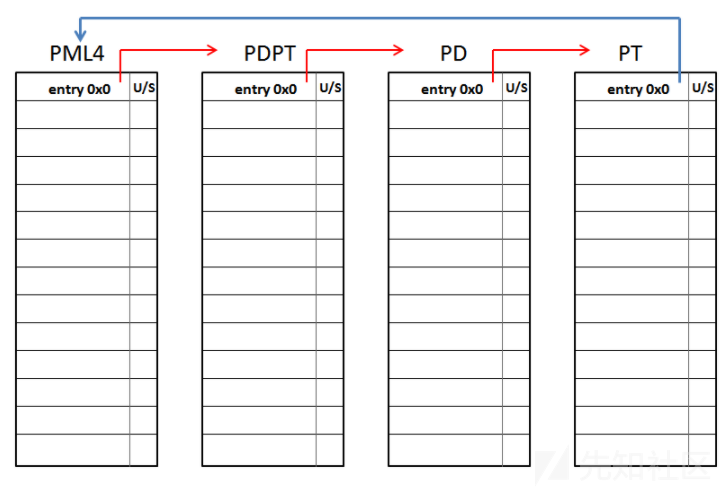 PML4 PDPT PD PT
entry 0x0 U/S entry 0x0 U/S entry 0x0 U/S entry 0x0 U/S
先知社区